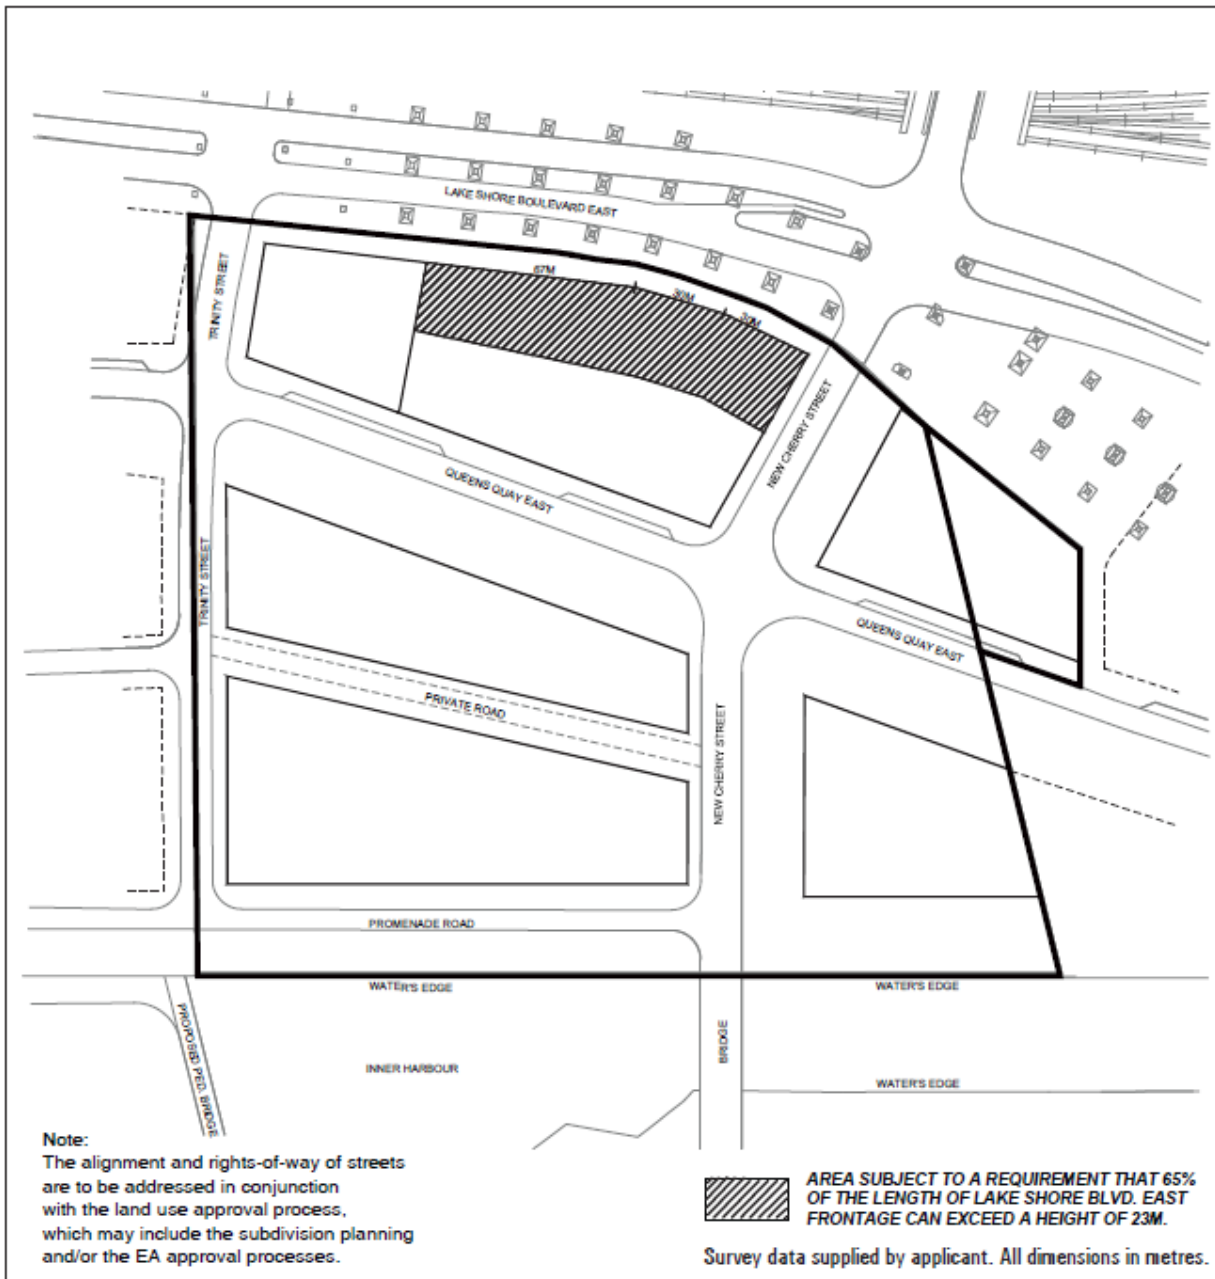 LAKE SHORE BOULEVARD EAST
TRINITY STREET
67M
30M
30M
NEW CHERRY STREET
QUEENS QUAY EAST
TRINITY STREET
QUEENS QUAY EAST
PRIVATE ROAD
NEW CHERRY STREET
PROMENADE ROAD
WATER'S EDGE
WATER'S EDGE
PROPOSED PED. BRIDGE
BRIDGE
INNER HARBOUR
WATER'S EDGE
Note:
The alignment and rights-of-way of streets
are to be addressed in conjunction
with the land use approval process,
which may include the subdivision planning
and/or the EA approval processes.
AREA SUBJECT TO A REQUIREMENT THAT 65%
OF THE LENGTH OF LAKE SHORE BLVD. EAST
FRONTAGE CAN EXCEED A HEIGHT OF 23M.
Survey data supplied by applicant. All dimensions in metres.